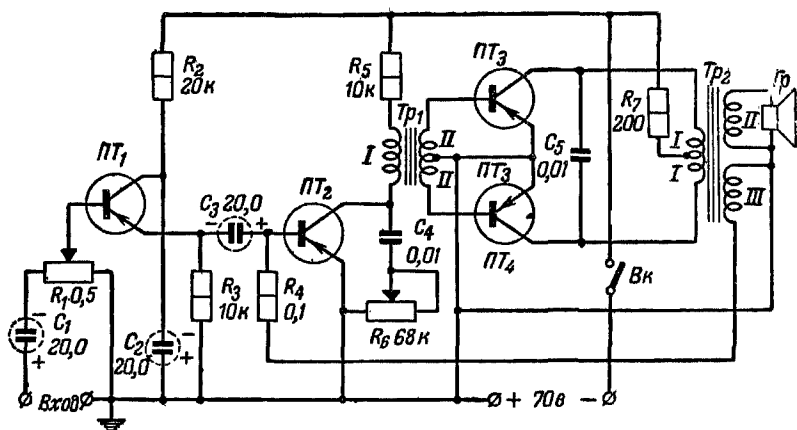 R2
20к
R5
10к
ПТ3
Тр2
Гр
Тр1
R7
200
I
II
II
I
I
II
III
C5
0,01
ПТ1
C3 20,0
ПТ2
ПТ3
ПТ4
C4
0,01
Вк
R1 0,5
R3
10к
R4
0,1
R6 68к
C1
20,0
C2
20,0
Вход
+ 70в -